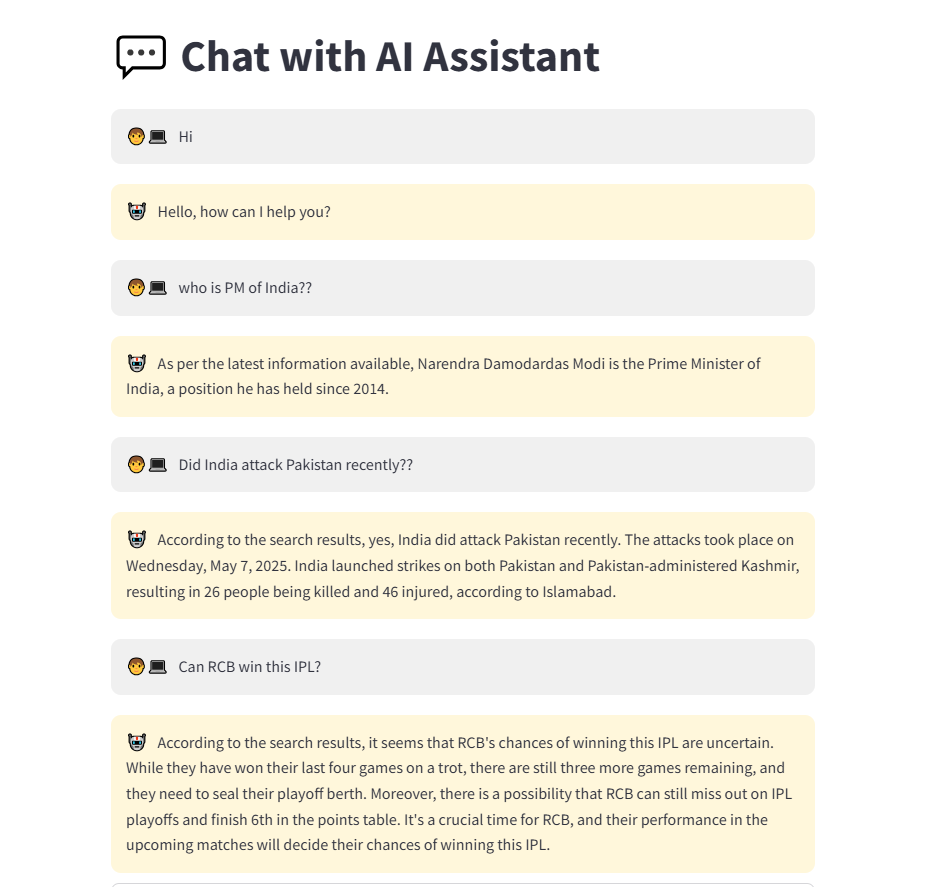 Chat with AI Assistant
Hi
Hello, how can I help you?
who is PM of India??
As per the latest information available, Narendra Damodardas Modi is the Prime Minister of
India, a position he has held since 2014.
Did India attack Pakistan recently??
According to the search results, yes, India did attack Pakistan recently. The attacks took place on
Wednesday, May 7, 2025. India launched strikes on both Pakistan and Pakistan-administered Kashmir,
resulting in 26 people being killed and 46 injured, according to Islamabad.
Can RCB win this IPL?
According to the search results, it seems that RCB's chances of winning this IPL are uncertain.
While they have won their last four games on a trot, there are still three more games remaining, and
they need to seal their playoff berth. Moreover, there is a possibility that RCB can still miss out on IPL
playoffs and finish 6th in the points table. It's a crucial time for RCB, and their performance in the
upcoming matches will decide their chances of winning this IPL.